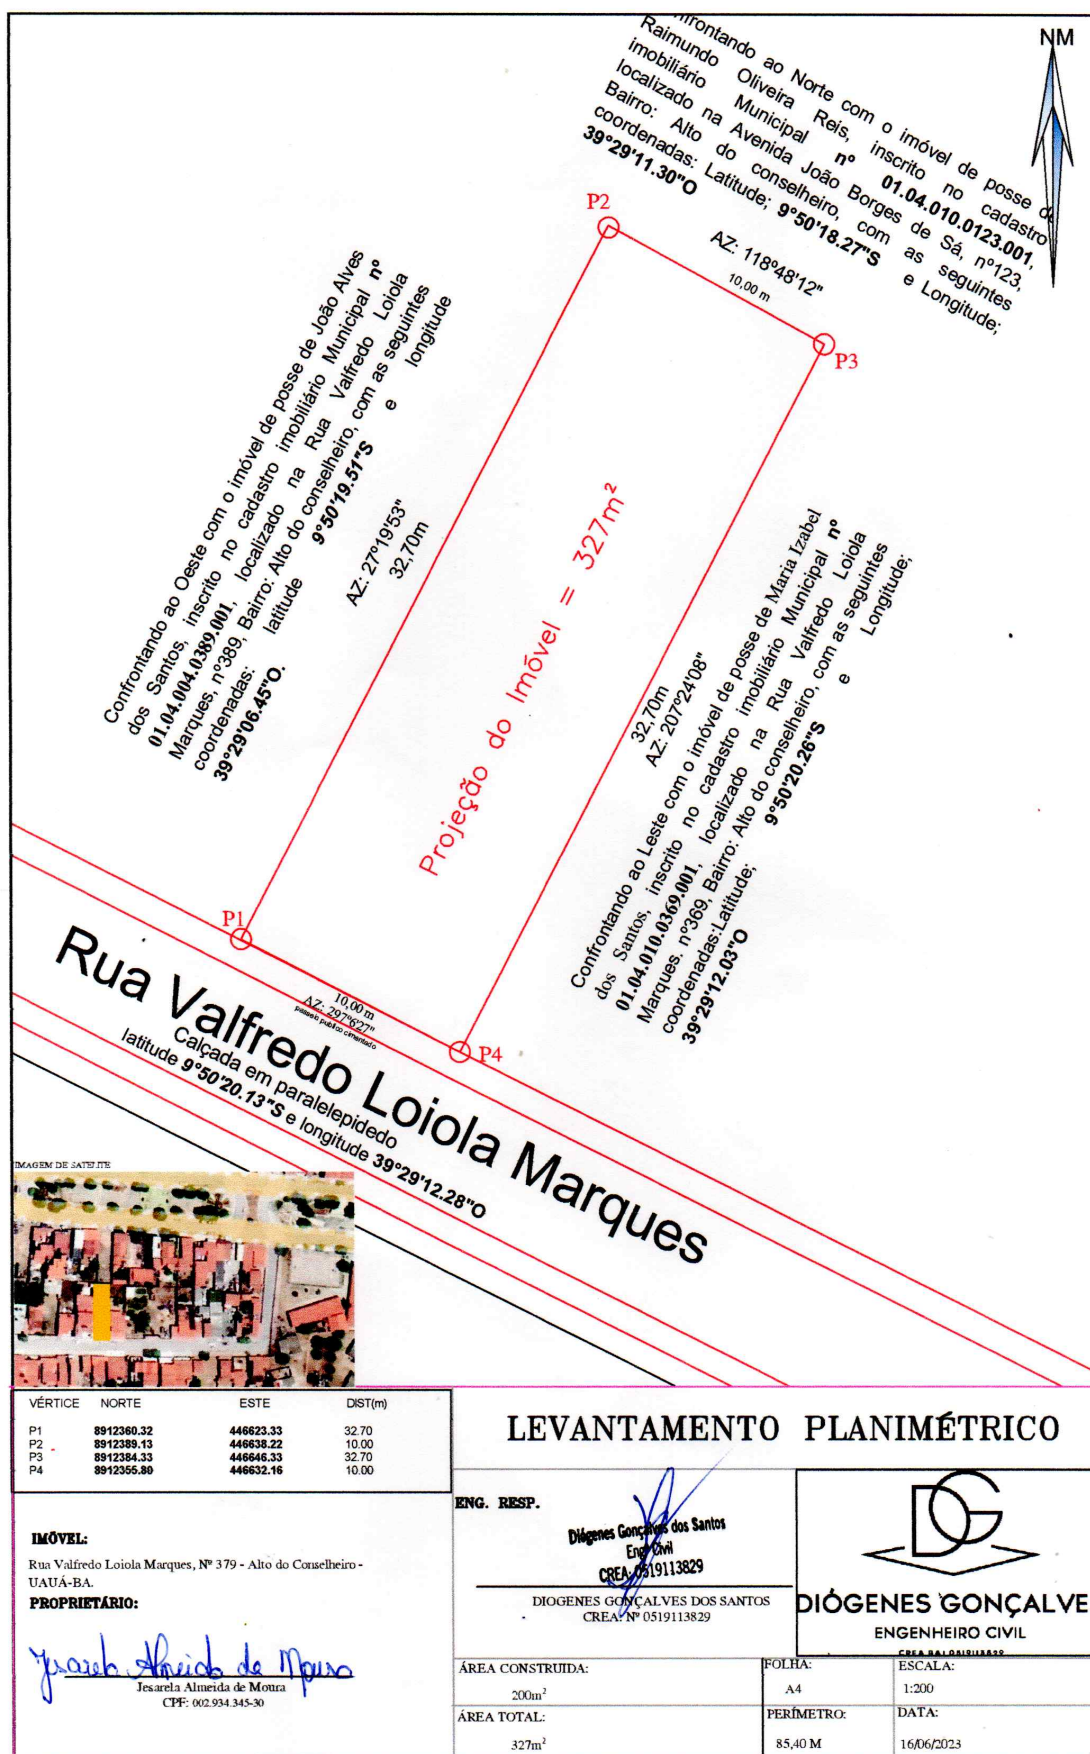 NM
Confrontando ao Norte com o imóvel de posse de
Raimundo Oliveira Reis, inscrito no cadastro
imobiliário Municipal nº 01.04.010.0123.001,
localizado na Avenida João Borges de Sá, nº123,
Bairro: Alto do conselheiro, com as seguintes
coordenadas: Latitude; 9°50'18.27"S e Longitude;
39°29'11.30"O
P2
AZ: 118º48'12"
10,00 m
P3
Confrontando ao Oeste com o imóvel de posse de João Alves
dos Santos, inscrito no cadastro imobiliário Municipal nº
01.04.004.0389.001, localizado na Rua Valfredo Loiola
Marques, nº389, Bairro: Alto do conselheiro, com as seguintes
coordenadas: latitude 9°50'19.51"S e longitude
39°29'06.45"O.
AZ: 27º19'53"
32,70m
Projeção do Imóvel = 327m²
32,70m
AZ: 207º24'08"
Confrontando ao Leste com o imóvel de posse de Maria Izabel
dos Santos, inscrito no cadastro imobiliário Municipal nº
01.04.010.0369.001, localizado na Rua Valfredo Loiola
Marques, nº369, Bairro: Alto do conselheiro, com as seguintes
coordenadas:Latitude; 9°50'20.26"S e Longitude;
39°29'12.03"O
P1
10,00 m
AZ: 297º627"
passeio publico cimentado
P4
Rua Valfredo Loiola Marques
Calçada em paralelepidedo
latitude 9°50'20.13"S e longitude 39°29'12.28"O
IMAGEM DE SATELITE
VÉRTICE NORTE ESTE DIST(m)
P1 8912360.32 446623.33 32.70
P2 8912389.13 446638.22 10.00
P3 8912384.33 446646.33 32.70
P4 8912355.80 446632.16 10.00
LEVANTAMENTO PLANIMÉTRICO
ENG. RESP.
Diógenes Gonçalves dos Santos
Engº Civil
CREA: 0519113829
DIOGENES GONÇALVES DOS SANTOS
CREA: Nº 0519113829
DG
DIÓGENES GONÇALVE
ENGENHEIRO CIVIL
CREA BA: 0519113829
IMÓVEL:
Rua Valfredo Loiola Marques, Nº 379 - Alto do Conselheiro -
UAUÁ-BA.
PROPRIETÁRIO:
Jesarela Almeida de Moura
Jesarela Almeida de Moura
CPF: 002.934.345-30
ÁREA CONSTRUIDA:
200m²
FOLHA:
A4
ESCALA:
1:200
ÁREA TOTAL:
327m²
PERÍMETRO:
85,40 M
DATA:
16/06/2023